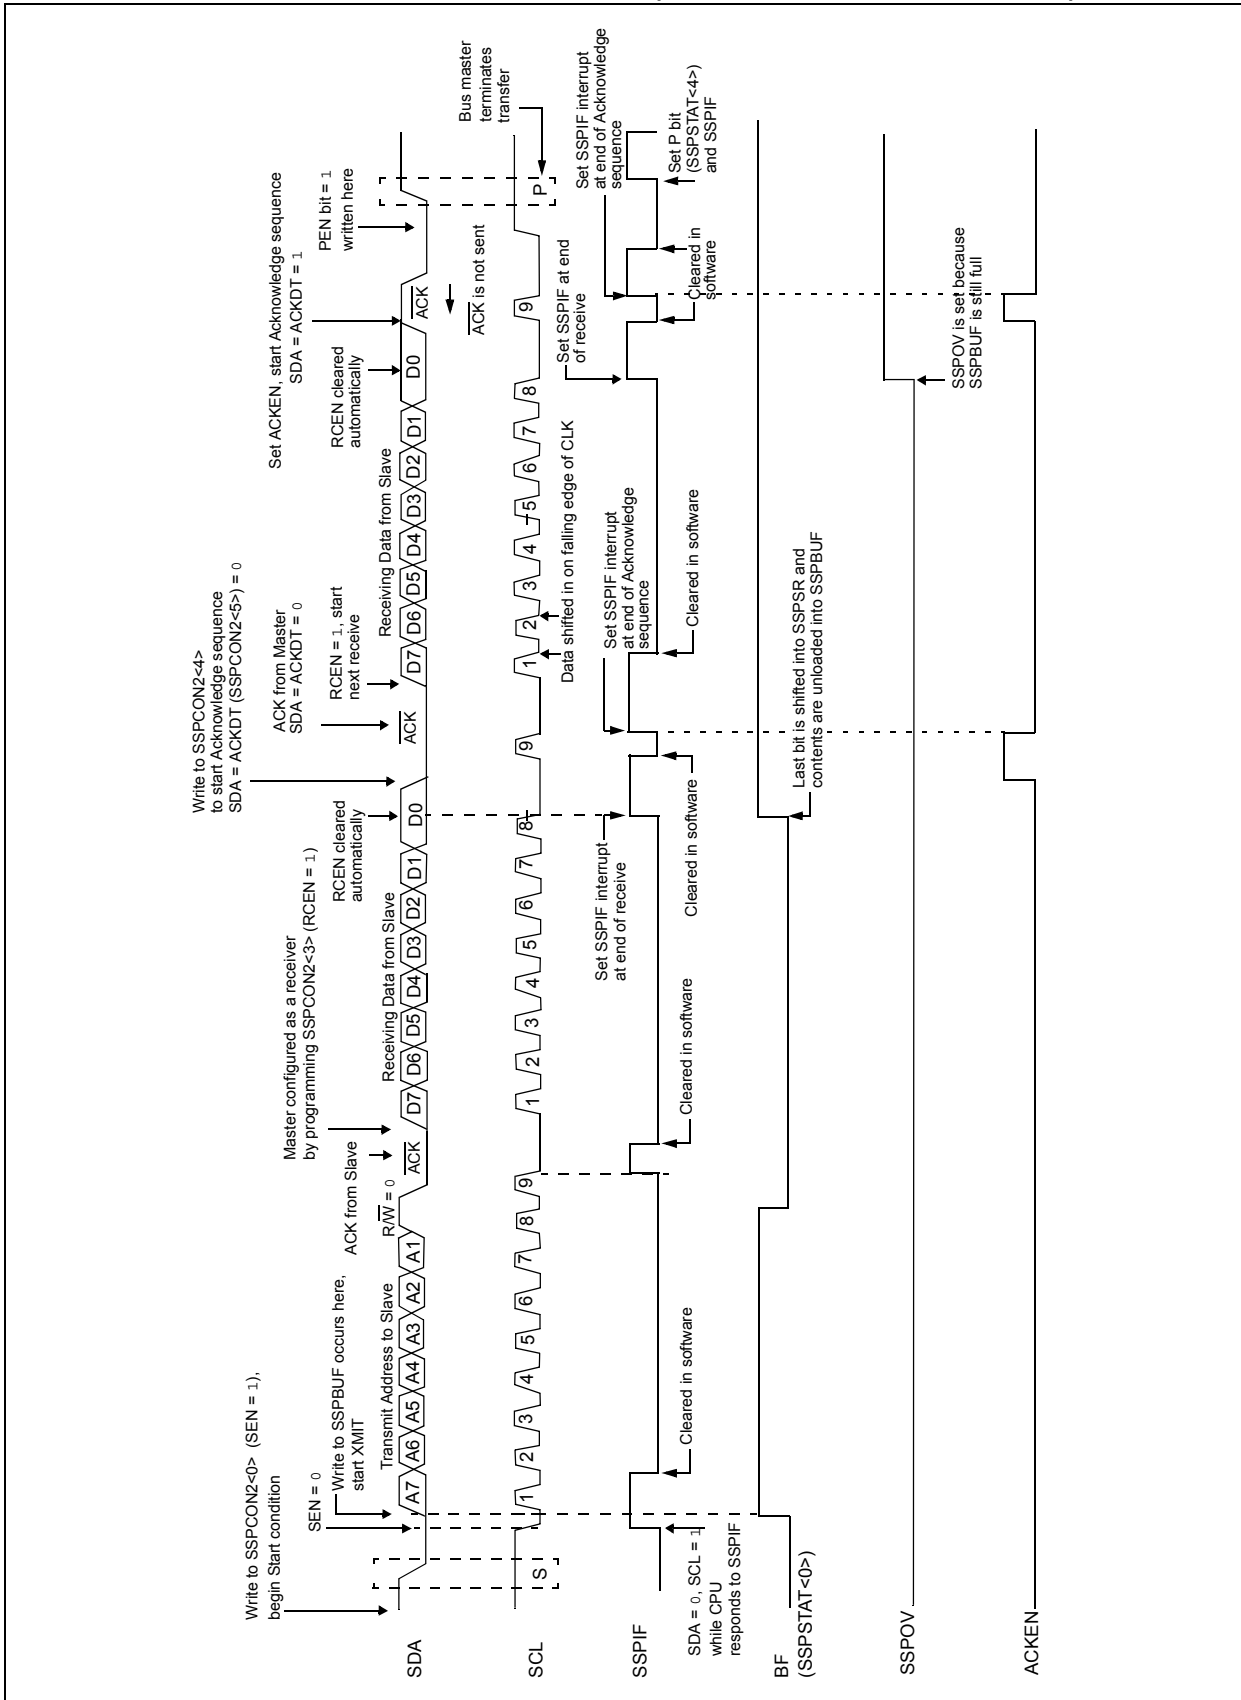 Write to SSPCON2<0> (SEN = 1),
begin Start condition
SEN = 0
Write to SSPBUF occurs here,
start XMIT
Transmit Address to Slave
R/W = 0
ACK from Slave
Master configured as a receiver
by programming SSPCON2<3> (RCEN = 1)
Receiving Data from Slave
RCEN cleared
automatically
Write to SSPCON2<4>
to start Acknowledge sequence
SDA = ACKDT (SSPCON2<5>) = 0
ACK from Master
SDA = ACKDT = 0
RCEN = 1, start
next receive
Receiving Data from Slave
RCEN cleared
automatically
Set ACKEN, start Acknowledge sequence
SDA = ACKDT = 1
PEN bit = 1
written here
SDA
A7 A6 A5 A4 A3 A2 A1 ACK D7 D6 D5 D4 D3 D2 D1 D0 ACK D7 D6 D5 D4 D3 D2 D1 D0 ACK
ACK is not sent
Bus master
terminates
transfer
SCL
S 1 2 3 4 5 6 7 8 9 1 2 3 4 5 6 7 8 9 1 2 3 4 5 6 7 8 9 P
Data shifted in on falling edge of CLK
SSPIF
SDA = 0, SCL = 1
while CPU
responds to SSPIF
Cleared in software
Cleared in software
Set SSPIF interrupt
at end of receive
Cleared in software
Set SSPIF interrupt
at end of Acknowledge
sequence
Cleared in software
Set SSPIF at end
of receive
Cleared in
software
Set SSPIF interrupt
at end of Acknowledge
sequence
Set P bit
(SSPSTAT<4>)
and SSPIF
BF
(SSPSTAT<0>)
Last bit is shifted into SSPSR and
contents are unloaded into SSPBUF
SSPOV
SSPOV is set because
SSPBUF is still full
ACKEN